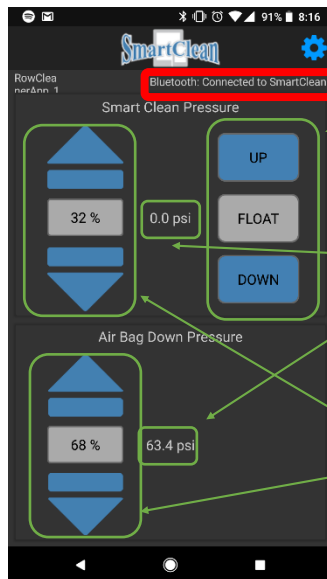 91% 8:16
SmartClean
RowClea
nerApp_1
Bluetooth: Connected to SmartClean
Smart Clean Pressure
UP
32 %
0.0 psi
FLOAT
DOWN
Air Bag Down Pressure
68 %
63.4 psi